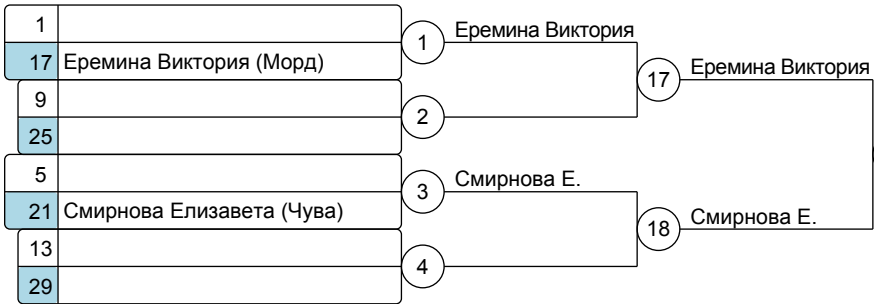 1
17 Еремина Виктория (Морд)
1
Еремина Виктория
9
25
2
17
Еремина Виктория
5
21 Смирнова Елизавета (Чува)
3
Смирнова Е.
13
29
4
18
Смирнова Е.